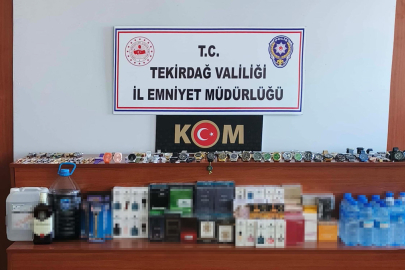 T.C.
TEKİRDAĞ VALİLİĞİ
İL EMNİYET MÜDÜRLÜĞÜ
KOM